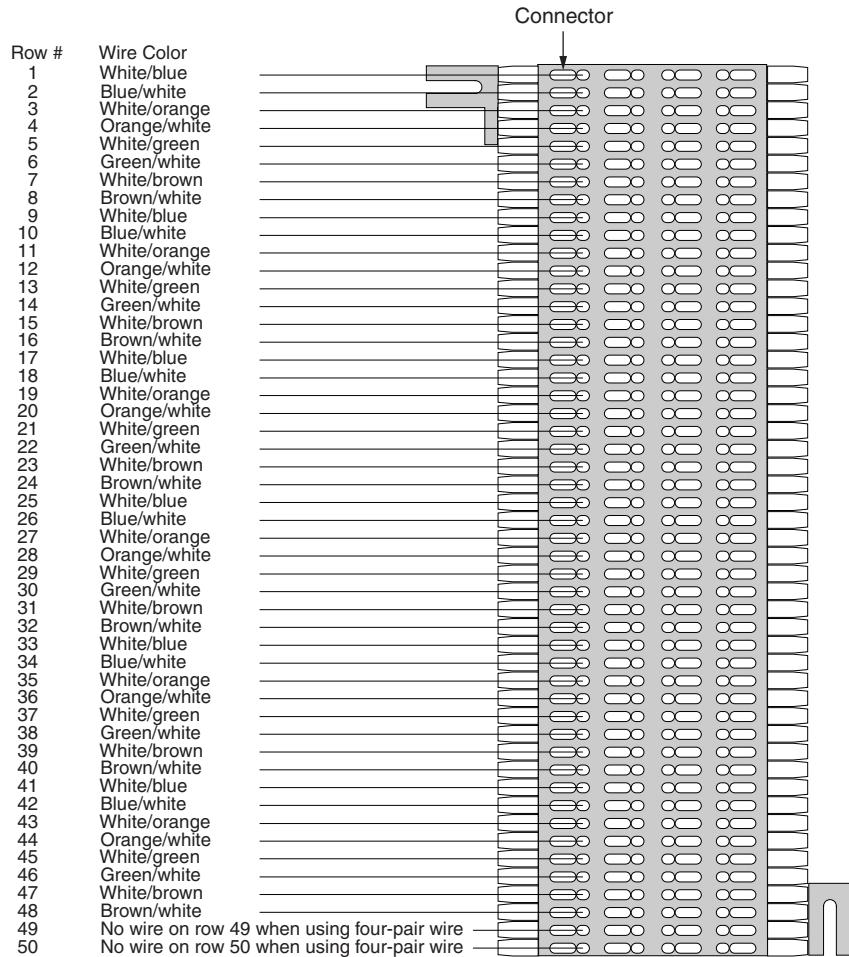 Connector
Row # Wire Color
1 White/blue
2 Blue/white
3 White/orange
4 Orange/white
5 White/green
6 Green/white
7 White/brown
8 Brown/white
9 White/blue
10 Blue/white
11 White/orange
12 Orange/white
13 White/green
14 Green/white
15 White/brown
16 Brown/white
17 White/blue
18 Blue/white
19 White/orange
20 Orange/white
21 White/green
22 Green/white
23 White/brown
24 Brown/white
25 White/blue
26 Blue/white
27 White/orange
28 Orange/white
29 White/green
30 Green/white
31 White/brown
32 Brown/white
33 White/blue
34 Blue/white
35 White/orange
36 Orange/white
37 White/green
38 Green/white
39 White/brown
40 Brown/white
41 White/blue
42 Blue/white
43 White/orange
44 Orange/white
45 White/green
46 Green/white
47 White/brown
48 Brown/white
49 No wire on row 49 when using four-pair wire
50 No wire on row 50 when using four-pair wire